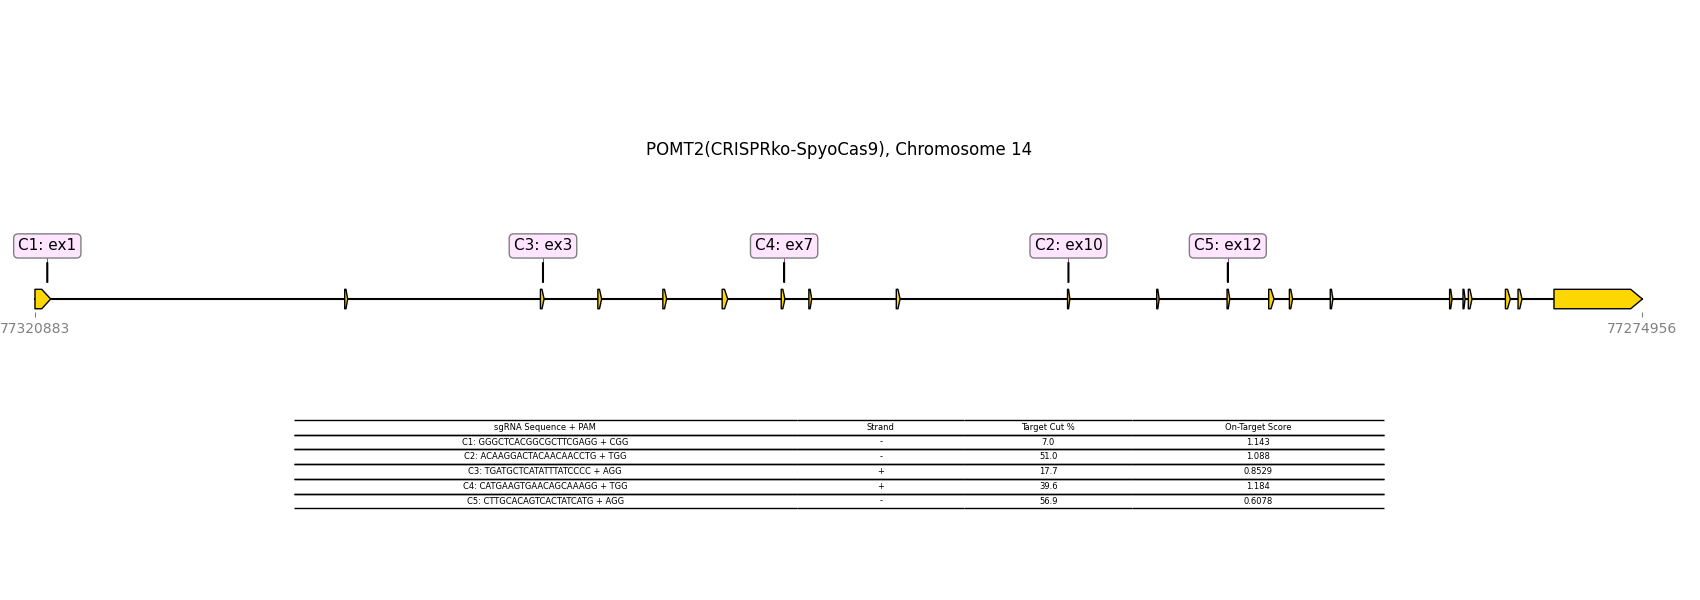 POMT2(CRISPRko-SpyoCas9), Chromosome 14
C1: ex1 C3: ex3 C4: ex7 C2: ex10 C5: ex12
77320883 77274956
sgRNA Sequence + PAM Strand Target Cut % On-Target Score
C1: GGGCTCACGGCGCTTCGAGG + CGG - 7.0 1.143
C2: ACAAGGACTACAACAACCTG + TGG - 51.0 1.088
C3: TGATGCTCATATTTATCCCC + AGG + 17.7 0.8529
C4: CATGAAGTGAACAGCAAAGG + TGG + 39.6 1.184
C5: CTTGCACAGTCACTATCATG + AGG - 56.9 0.6078